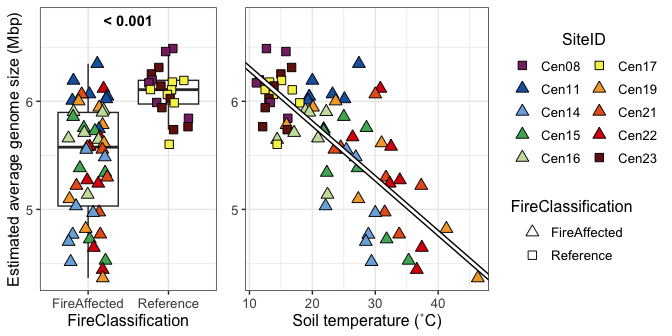 < 0.001
Estimated average genome size (Mbp)
6
5
FireAffected Reference
FireClassification
6
5
10 20 30 40
Soil temperature (°C)
SiteID
Cen08 Cen17
Cen11 Cen19
Cen14 Cen21
Cen15 Cen22
Cen16 Cen23
FireClassification
FireAffected
Reference